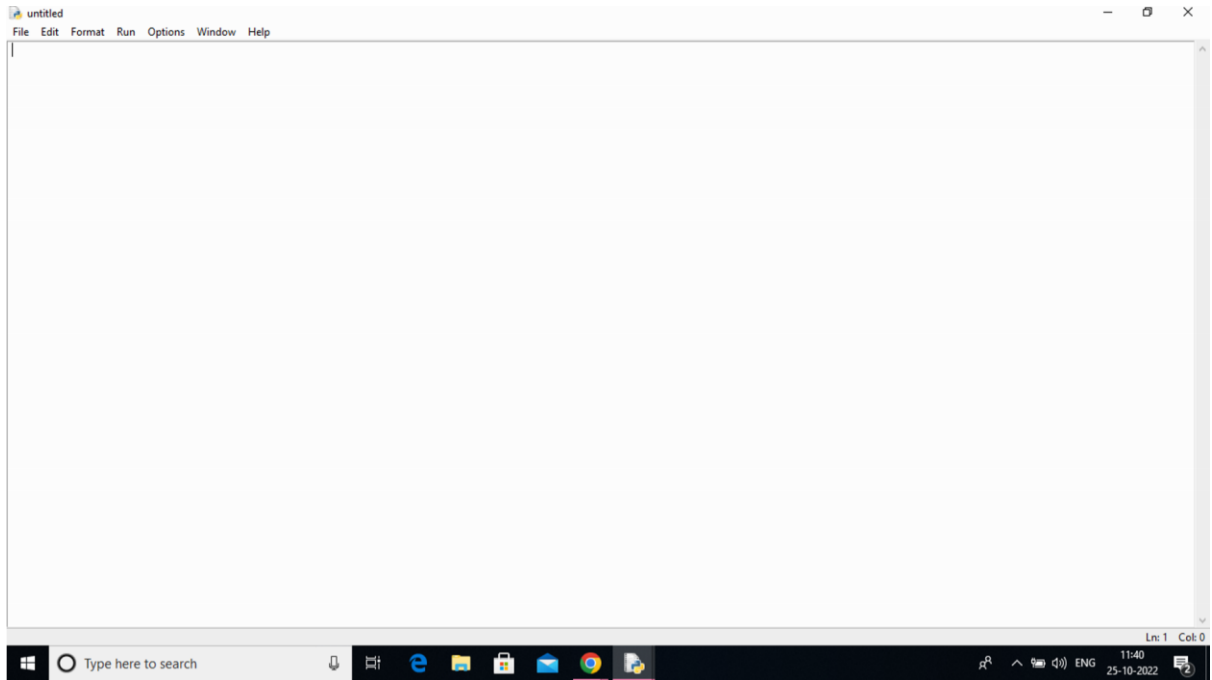 untitled
File Edit Format Run Options Window Help
Ln: 1 Col: 0
Type here to search
ENG
11:40
25-10-2022
2